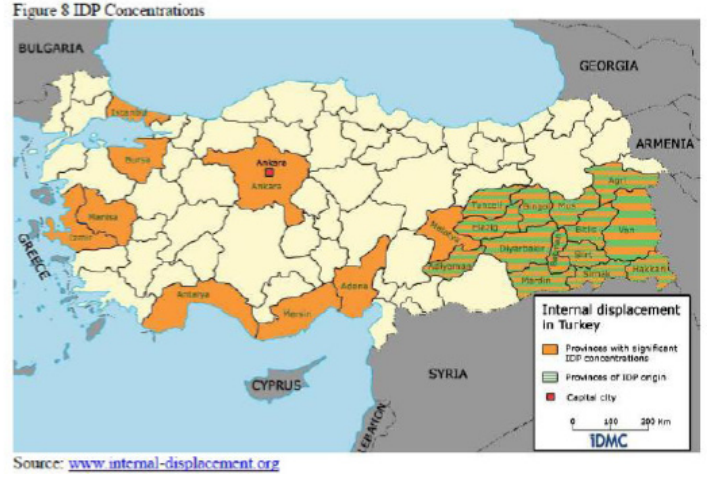 Figure 8 IDP Concentrations
BULGARIA
GEORGIA
ARMENIA
GREECE
Istanbul
Bursa
Ankara
Ankara
Manisa
Izmir
Antalya
Mersin
Adana
Malatya
Tunceli
Bingol
Mus
Agri
Elazig
Bitlis
Van
Diyarbakir
Siirt
Mardin
Sirnak
Hakkari
CYPRUS
SYRIA
LEBANON
Internal displacement
in Turkey
Provinces with significant
IDP concentrations
Provinces of IDP origin
Capital city
0 100 200 Km
iDMC
Source: www.internal-displacement.org